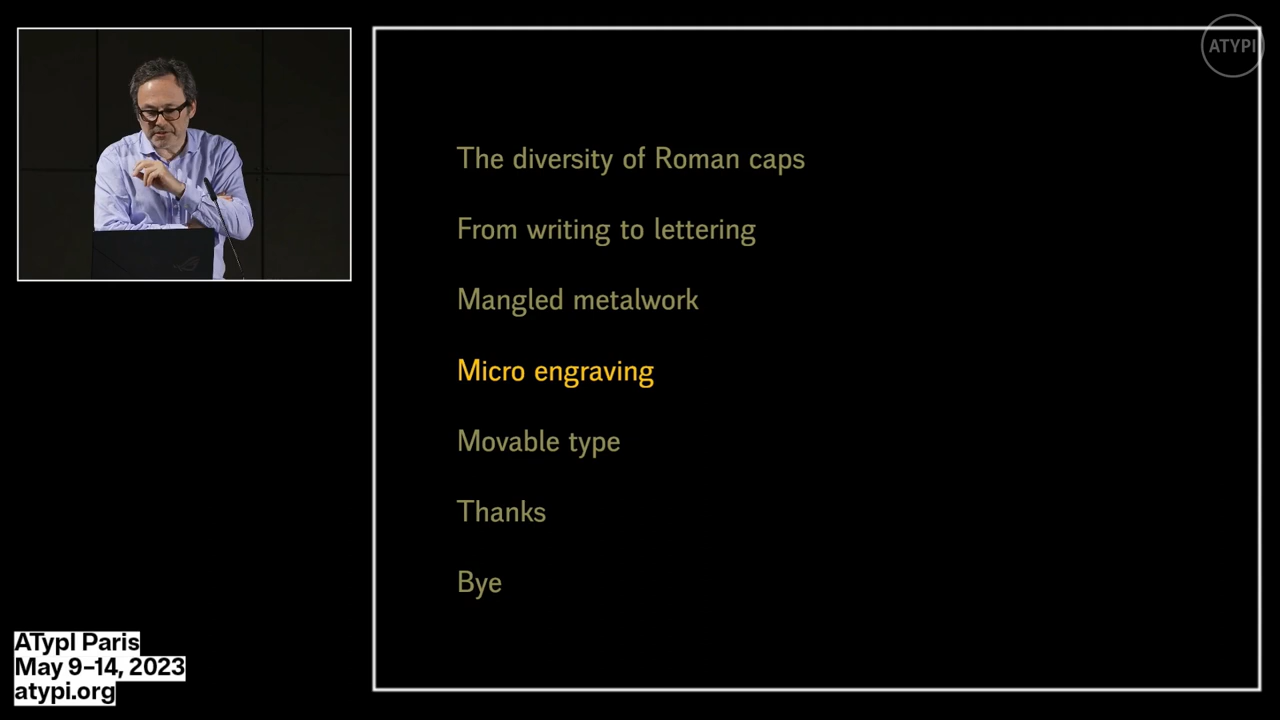 ATYPI
The diversity of Roman caps
From writing to lettering
Mangled metalwork
Micro engraving
Movable type
Thanks
Bye
ATypI Paris
May 9–14, 2023
atypi.org